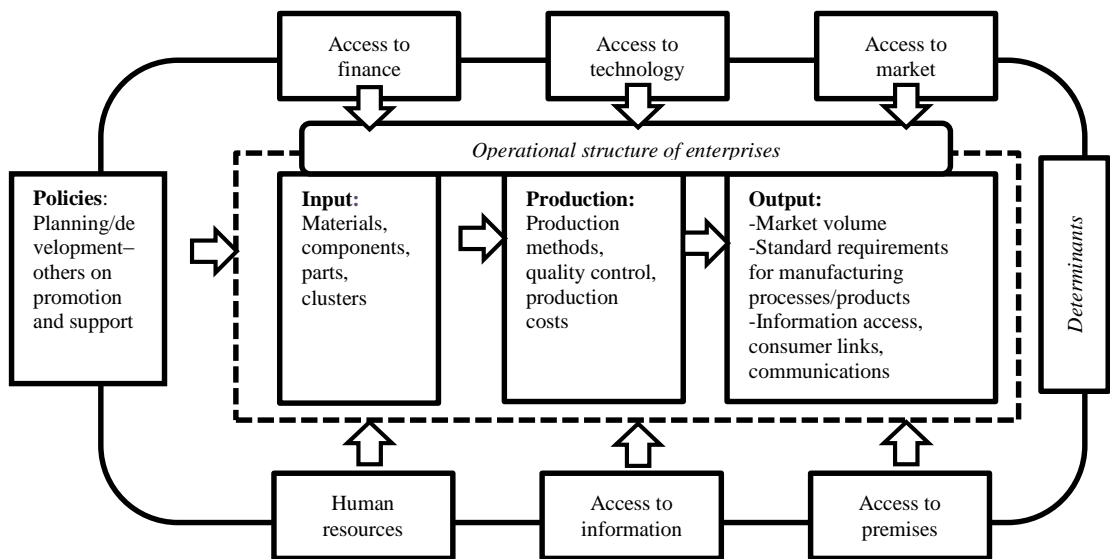 Access to
finance
Access to
technology
Access to
market
Operational structure of enterprises
Policies:
Planning/de
velopment–
others on
promotion
and support
Input:
Materials,
components,
parts,
clusters
Production:
Production
methods,
quality control,
production
costs
Output:
-Market volume
-Standard requirements
for manufacturing
processes/products
-Information access,
consumer links,
communications
Determinants
Human
resources
Access to
information
Access to
premises